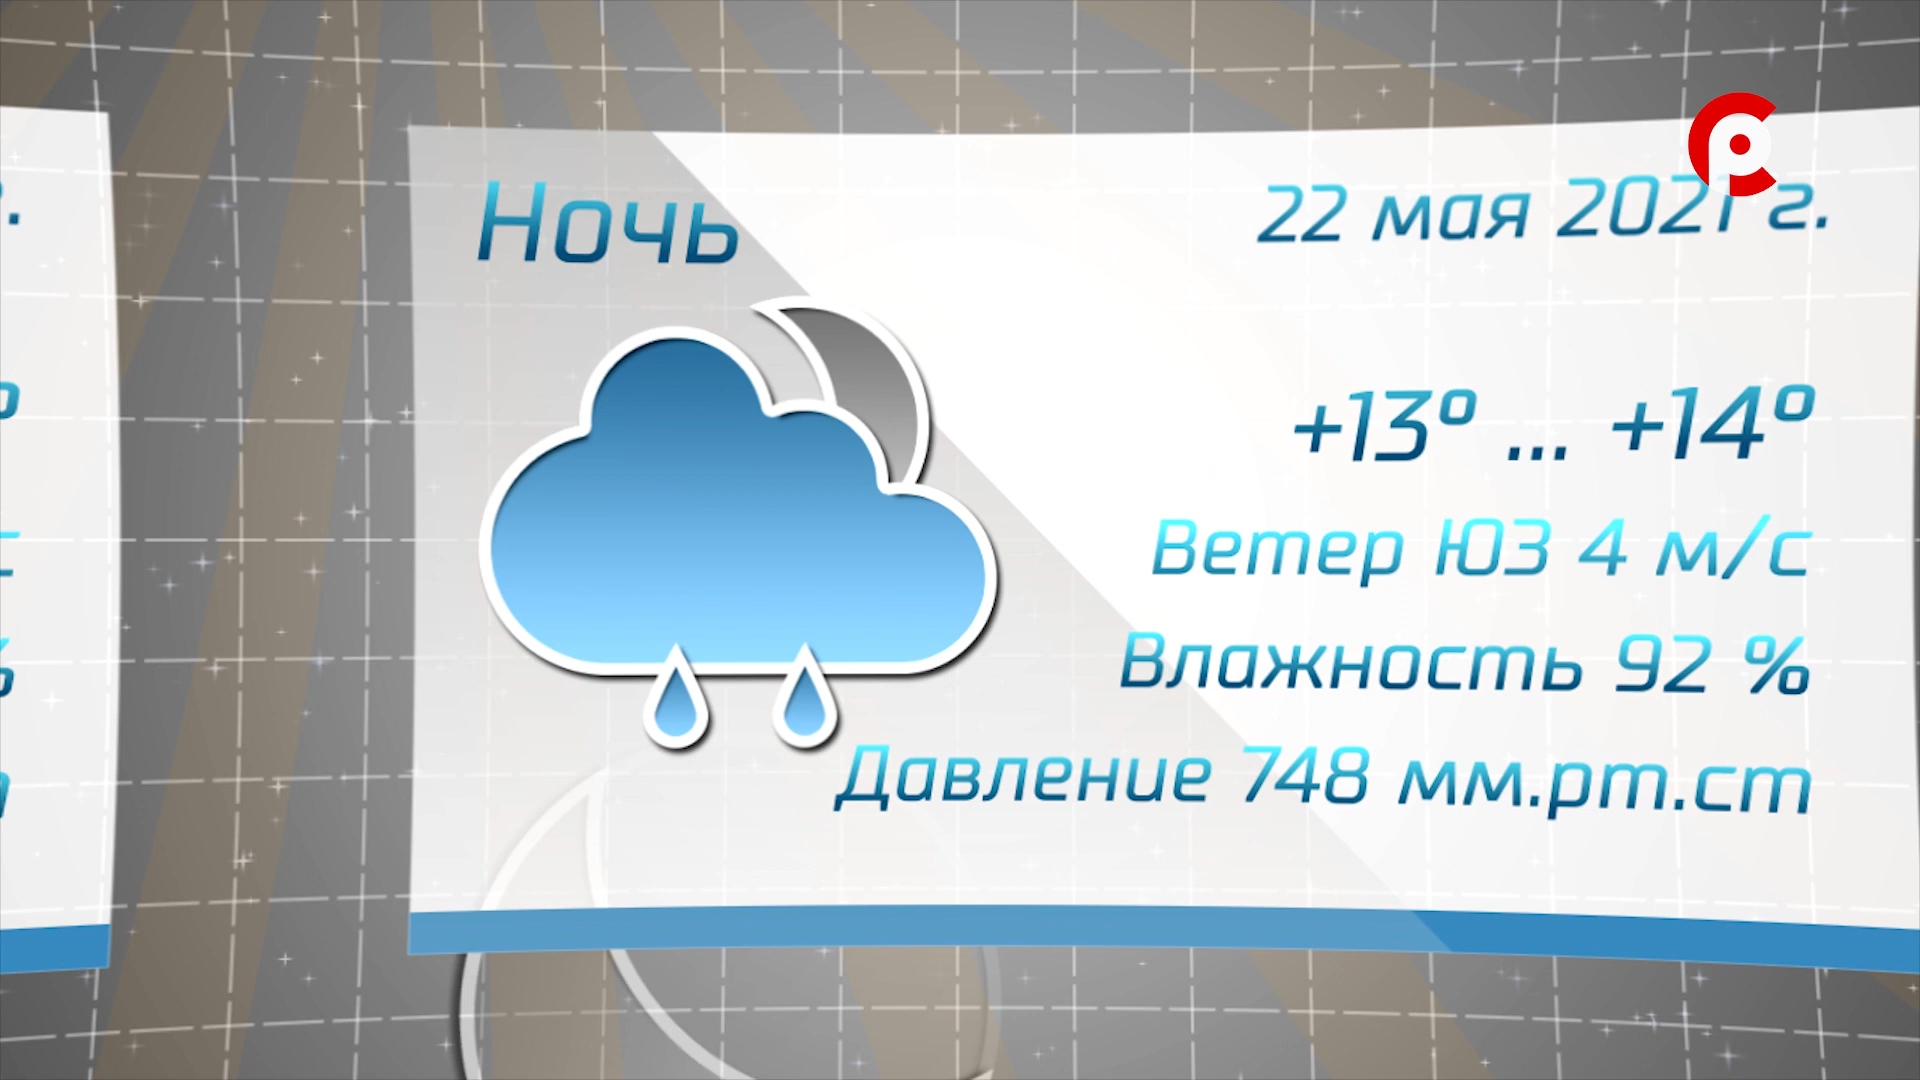 Ночь
22 мая 2021 г.
+13° ... +14°
Ветер ЮЗ 4 м/с
Влажность 92 %
Давление 748 мм.рт.ст